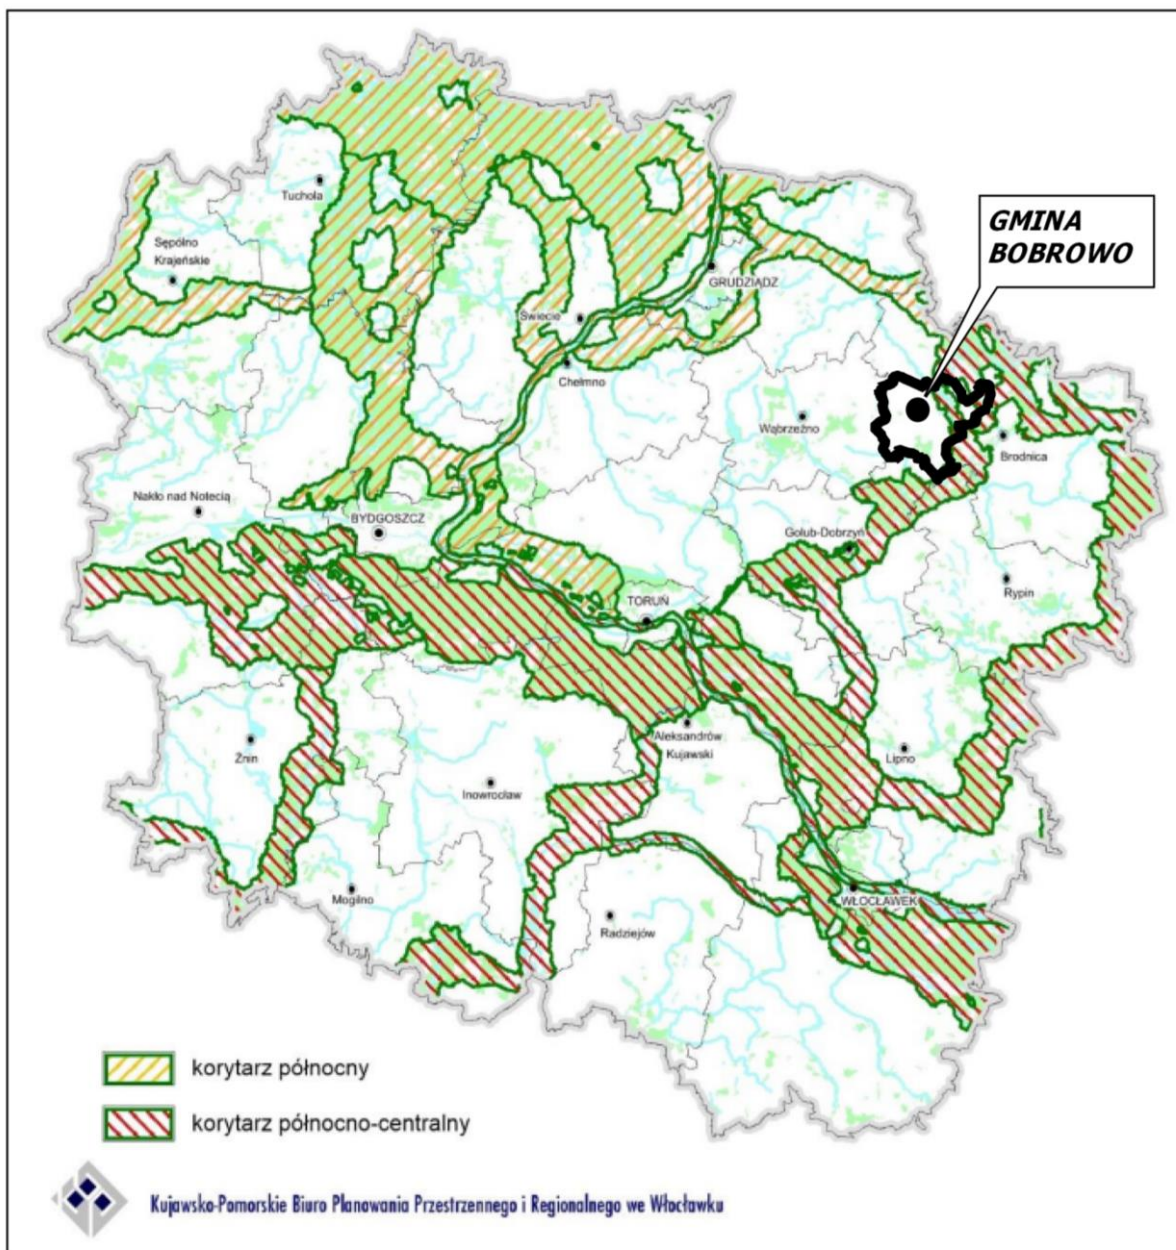 GMINA
BOBROWO
Tuchola
Sępólno
Krajeńskie
GRUDZIĄDZ
Świecie
Chełmno
Wąbrzeźno
Brodnica
Nakło nad Notecią
BYDGOSZCZ
Golub-Dobrzyń
Rypin
TORUŃ
Aleksandrów
Kujawski
Żnin
Lipno
Inowrocław
Mogilno
WŁOCŁAWEK
Radziejów
korytarz północny
korytarz północno-centralny
Kujawsko-Pomorskie Biuro Planowania Przestrzennego i Regionalnego we Włocławku